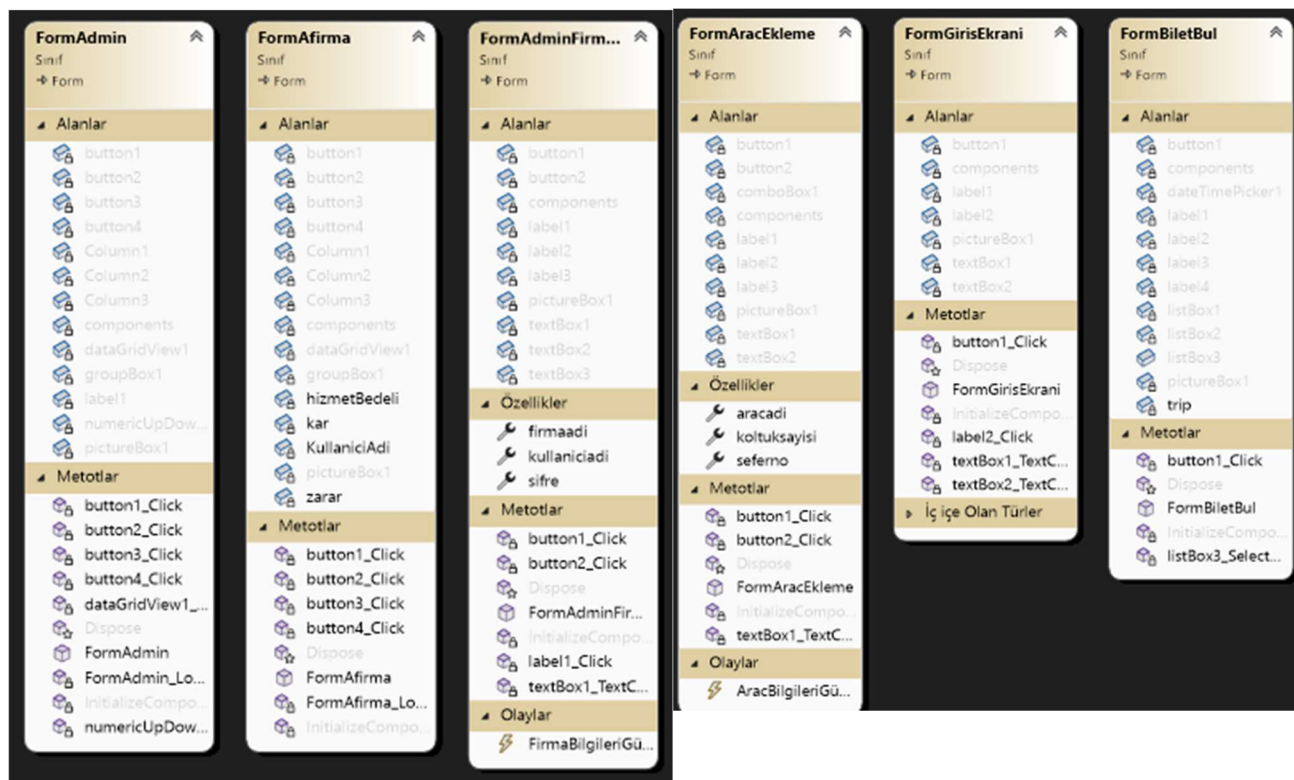 FormAdmin
Sınıf
Form
Alanlar
button1
button2
button3
button4
Column1
Column2
Column3
components
dataGridView1
groupBox1
label1
numericUpDow...
pictureBox1
Metotlar
button1_Click
button2_Click
button3_Click
button4_Click
dataGridView1_...
Dispose
FormAdmin
FormAdmin_Lo...
InitializeCompo...
numericUpDow...
FormAfirma
Sınıf
Form
Alanlar
button1
button2
button3
button4
Column1
Column2
Column3
components
dataGridView1
groupBox1
hizmetBedeli
kar
KullaniciAdi
pictureBox1
zarar
Metotlar
button1_Click
button2_Click
button3_Click
button4_Click
Dispose
FormAfirma
FormAfirma_Lo...
InitializeCompo...
FormAdminFirm...
Sınıf
Form
Alanlar
button1
button2
components
label1
label2
label3
pictureBox1
textBox1
textBox2
textBox3
Özellikler
firmaadi
kullaniciadi
sifre
Metotlar
button1_Click
button2_Click
Dispose
FormAdminFir...
InitializeCompo...
label1_Click
textBox1_TextC...
Olaylar
FirmaBilgileriGü...
FormAracEkleme
Sınıf
Form
Alanlar
button1
button2
comboBox1
components
label1
label2
label3
pictureBox1
textBox1
textBox2
Özellikler
aracadi
koltuksayisi
seferno
Metotlar
button1_Click
button2_Click
Dispose
FormAracEkleme
InitializeCompo...
textBox1_TextC...
Olaylar
AracBilgileriGü...
FormGirisEkrani
Sınıf
Form
Alanlar
button1
components
label1
label2
pictureBox1
textBox1
textBox2
Metotlar
button1_Click
Dispose
FormGirisEkrani
InitializeCompo...
label2_Click
textBox1_TextC...
textBox2_TextC...
İç içe Olan Türler
FormBiletBul
Sınıf
Form
Alanlar
button1
components
dateTimePicker1
label1
label2
label3
label4
listBox1
listBox2
listBox3
pictureBox1
trip
Metotlar
button1_Click
Dispose
FormBiletBul
InitializeCompo...
listBox3_Select...